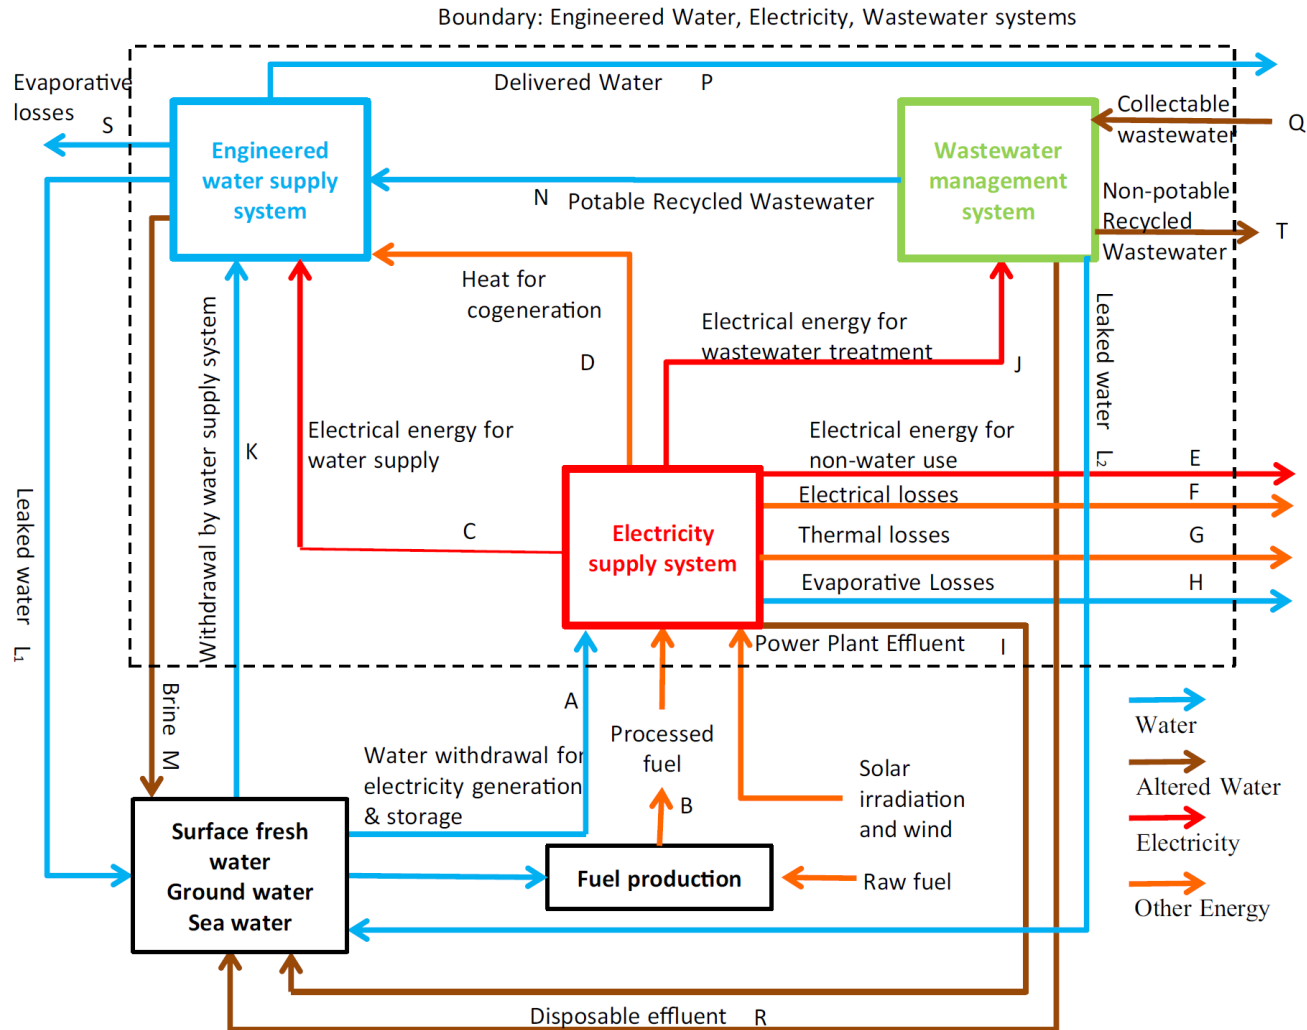 Boundary: Engineered Water, Electricity, Wastewater systems
Evaporative
losses
S
Delivered Water P
Collectable
wastewater
Q
Engineered
water supply
system
Wastewater
management
system
N
Potable Recycled Wastewater
Non-potable
Recycled
Wastewater
T
Heat for
cogeneration
D
Electrical energy for
wastewater treatment
J
Leaked water L2
Withdrawal by water supply system
K
Electrical energy for
water supply
C
Electrical energy for
non-water use
E
Electrical losses
F
Thermal losses
G
Evaporative Losses
H
Electricity
supply system
Power Plant Effluent I
Leaked water L1
Brine M
A
Water withdrawal for
electricity generation
& storage
Processed
fuel
B
Solar
irradiation
and wind
Raw fuel
Surface fresh
water
Ground water
Sea water
Fuel production
Disposable effluent R
Water
Altered Water
Electricity
Other Energy